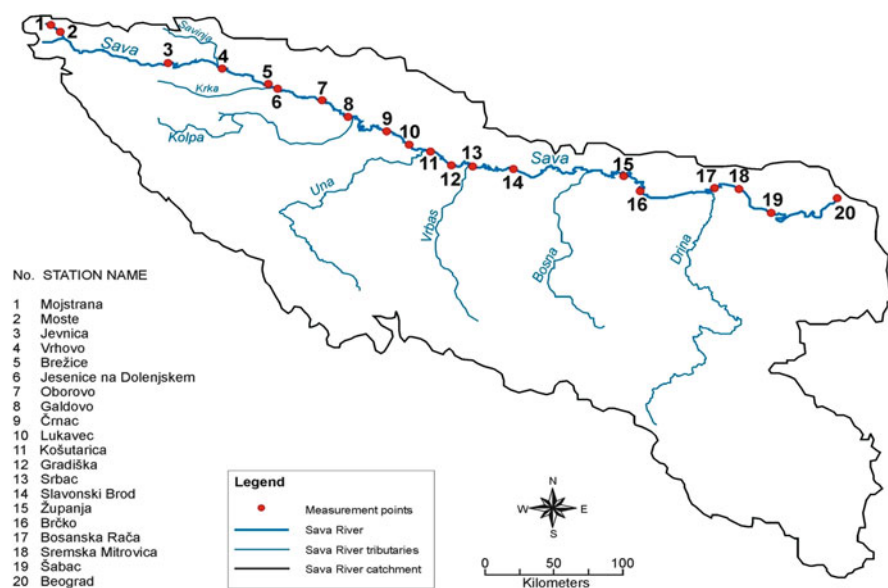 1
2
Savinja
Sava
3
4
Krka
5
6
7
8
Kolpa
9
10
11
12
13
Sava
14
15
16
17
18
19
20
Una
Vrbas
Bosna
Drina
No. STATION NAME
1 Mojstrana
2 Moste
3 Jevnica
4 Vrhovo
5 Brežice
6 Jesenice na Dolenjskem
7 Oborovo
8 Galdovo
9 Črnac
10 Lukavec
11 Košutarica
12 Gradiška
13 Srbac
14 Slavonski Brod
15 Županja
16 Brčko
17 Bosanska Rača
18 Sremska Mitrovica
19 Šabac
20 Beograd
Legend
Measurement points
Sava River
Sava River tributaries
Sava River catchment
N
W E
S
0 50 100
Kilometers